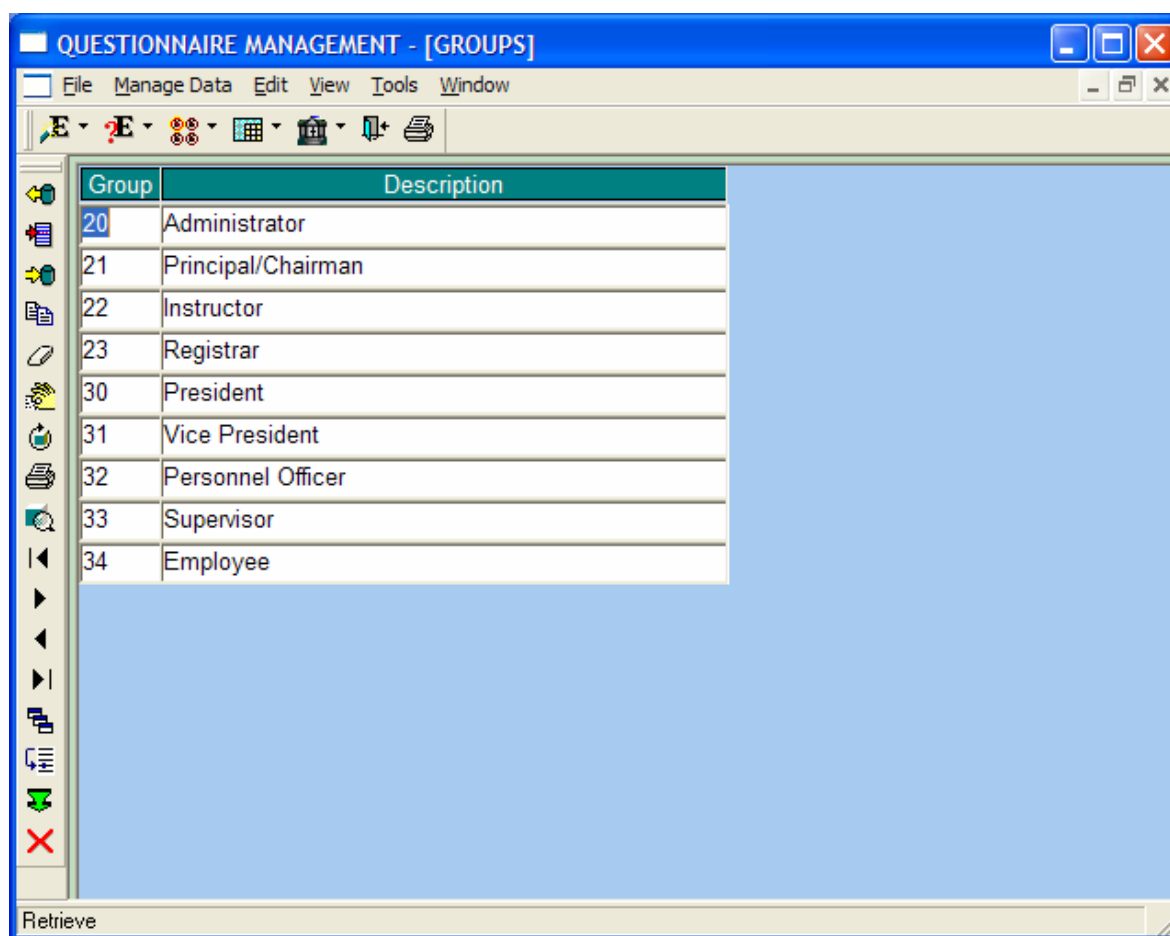 QUESTIONNAIRE MANAGEMENT - [GROUPS]
File Manage Data Edit View Tools Window
E ?E
Group Description
20 Administrator
21 Principal/Chairman
22 Instructor
23 Registrar
30 President
31 Vice President
32 Personnel Officer
33 Supervisor
34 Employee
Retrieve